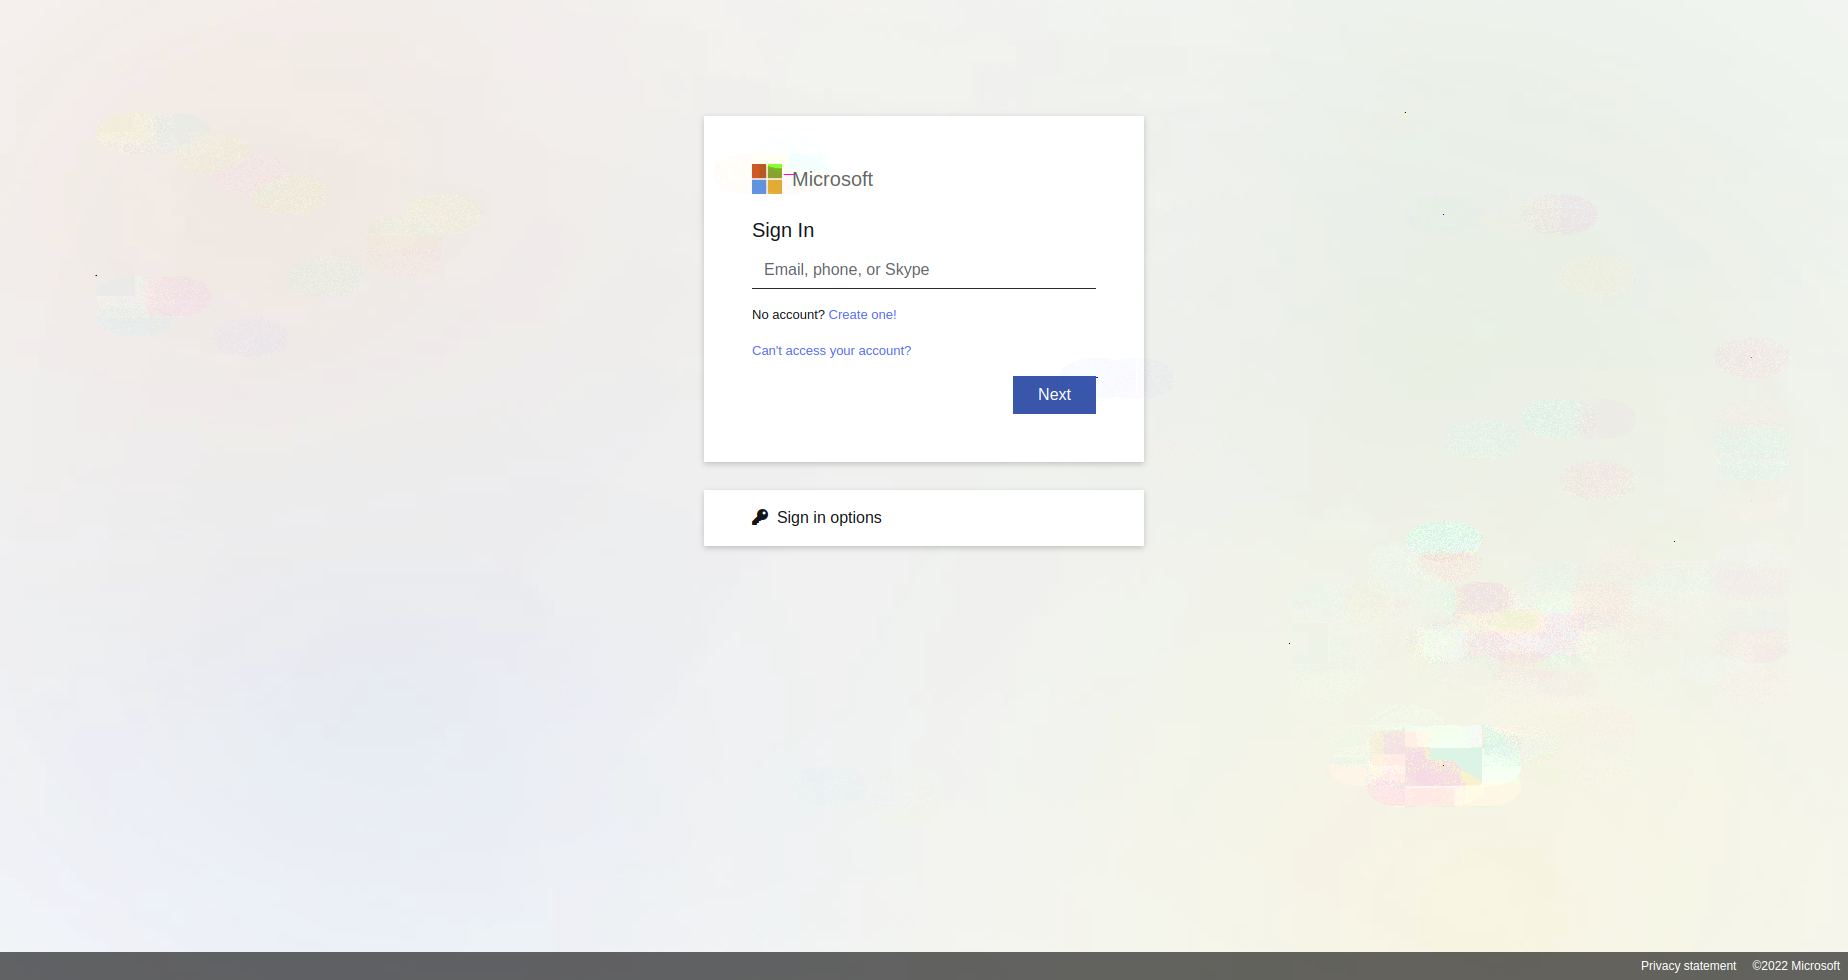 Microsoft
Sign In
Email, phone, or Skype
No account? Create one!
Can't access your account?
Next
Sign in options
Privacy statement ©2022 Microsoft